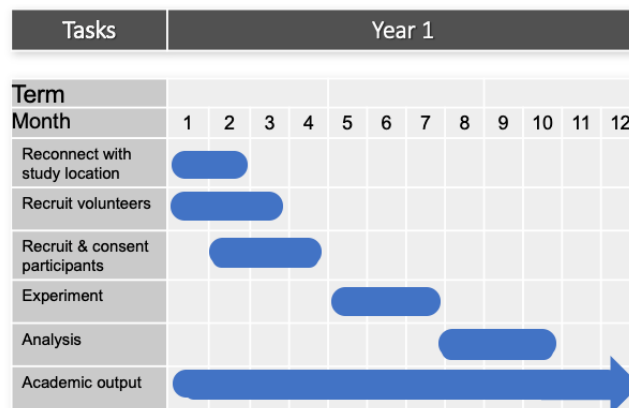 Tasks Year 1
Term
Month 1 2 3 4 5 6 7 8 9 10 11 12
Reconnect with
study location
Recruit volunteers
Recruit & consent
participants
Experiment
Analysis
Academic output